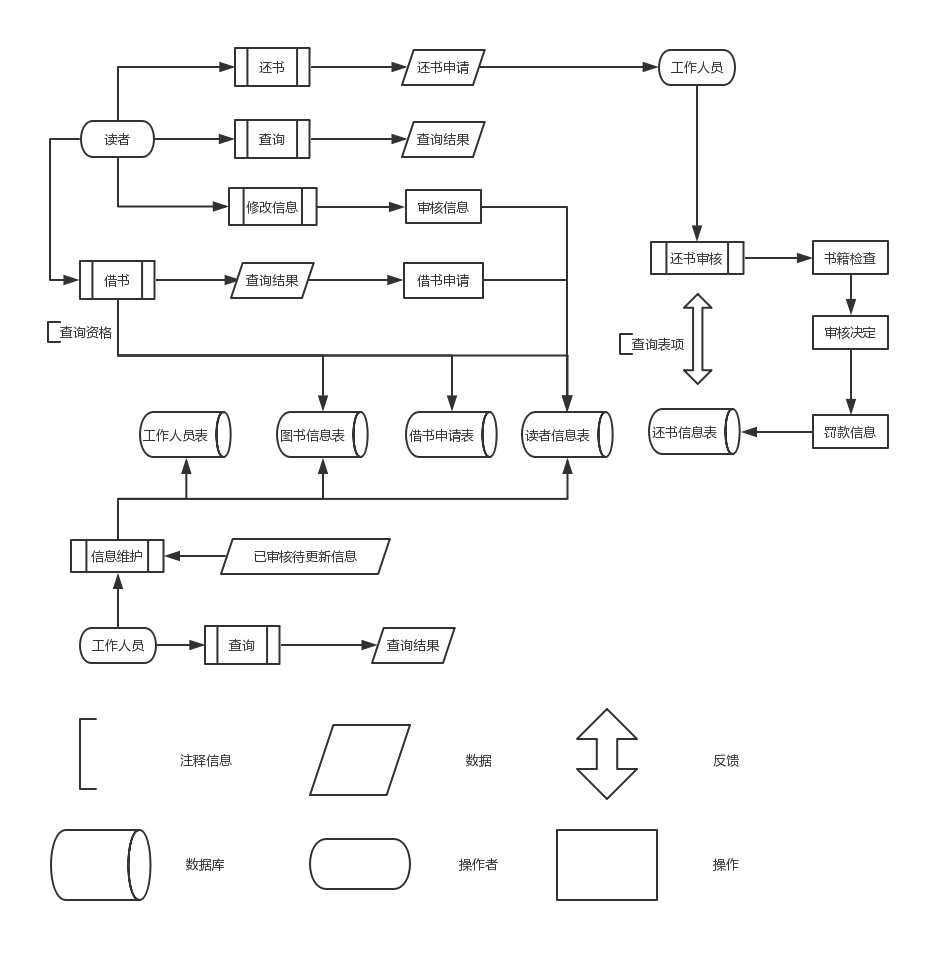 还书
还书申请
工作人员
读者
查询
查询结果
修改信息
审核信息
还书审核
书籍检查
借书
查询结果
借书申请
查询资格
审核决定
查询表项
工作人员表
图书信息表
借书申请表
读者信息表
还书信息表
罚款信息
信息维护
已审核待更新信息
工作人员
查询
查询结果
注释信息
数据
反馈
数据库
操作者
操作